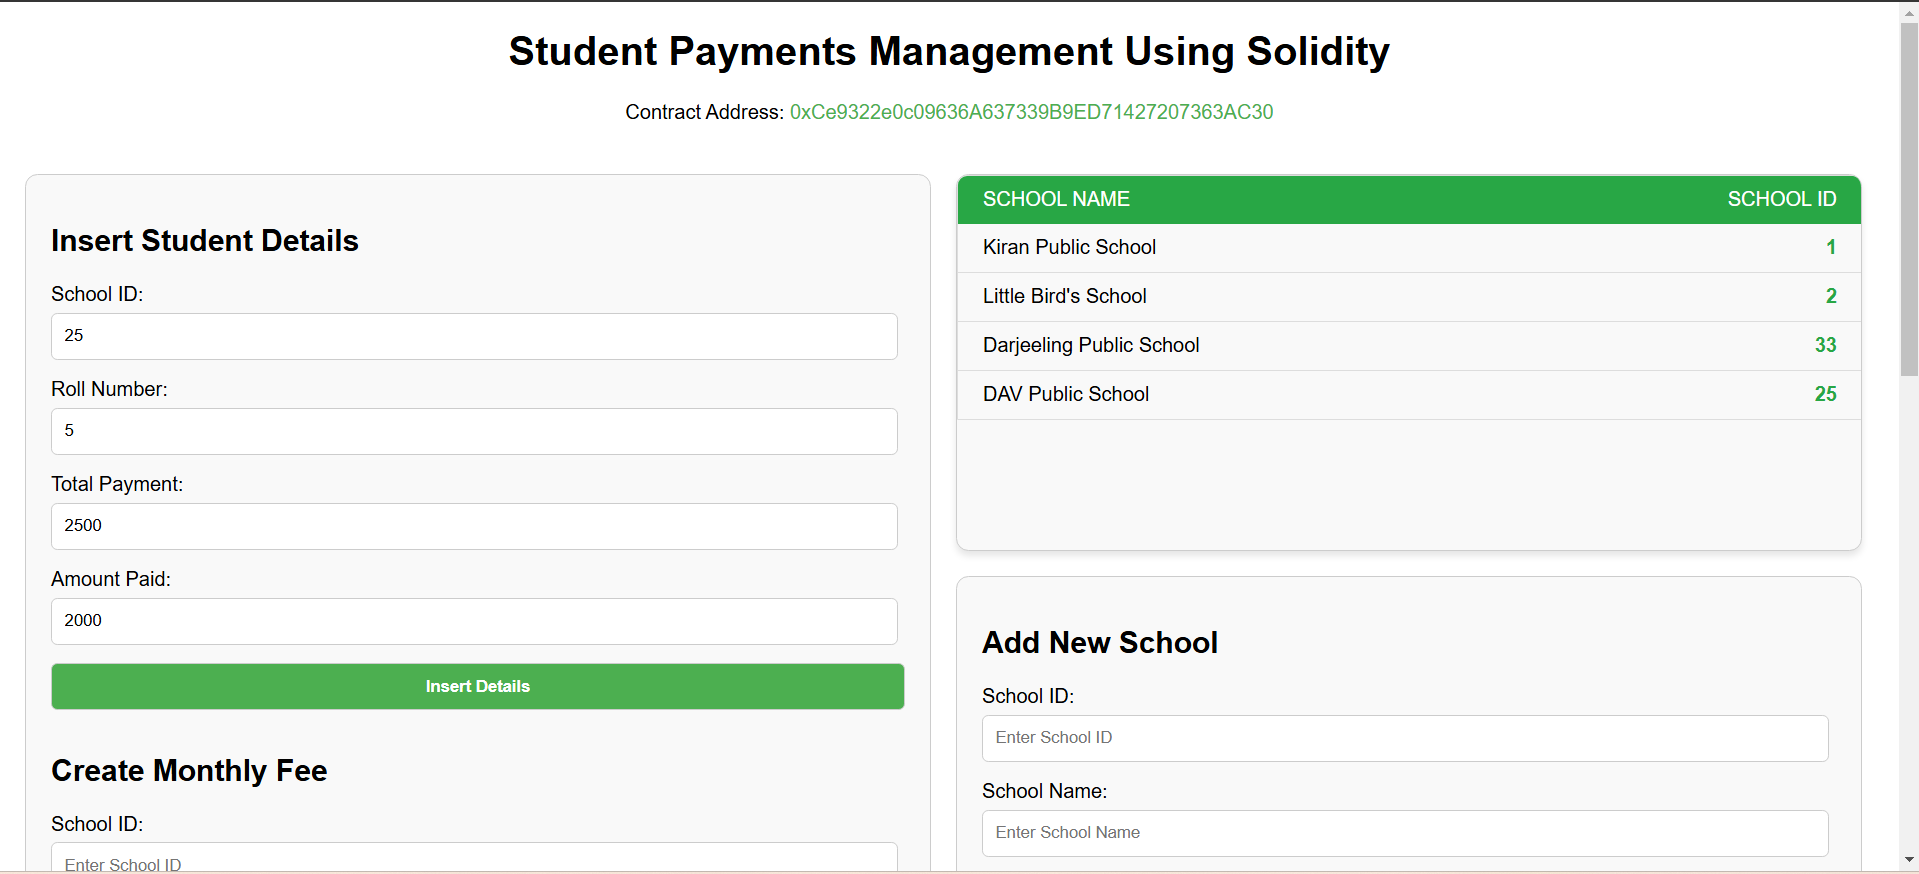 Student Payments Management Using Solidity
Contract Address: 0xCe9322e0c09636A637339B9ED71427207363AC30
Insert Student Details
School ID:
25
Roll Number:
5
Total Payment:
2500
Amount Paid:
2000
Insert Details
Create Monthly Fee
School ID:
Enter School ID
SCHOOL NAME SCHOOL ID
Kiran Public School 1
Little Bird's School 2
Darjeeling Public School 33
DAV Public School 25
Add New School
School ID:
Enter School ID
School Name:
Enter School Name